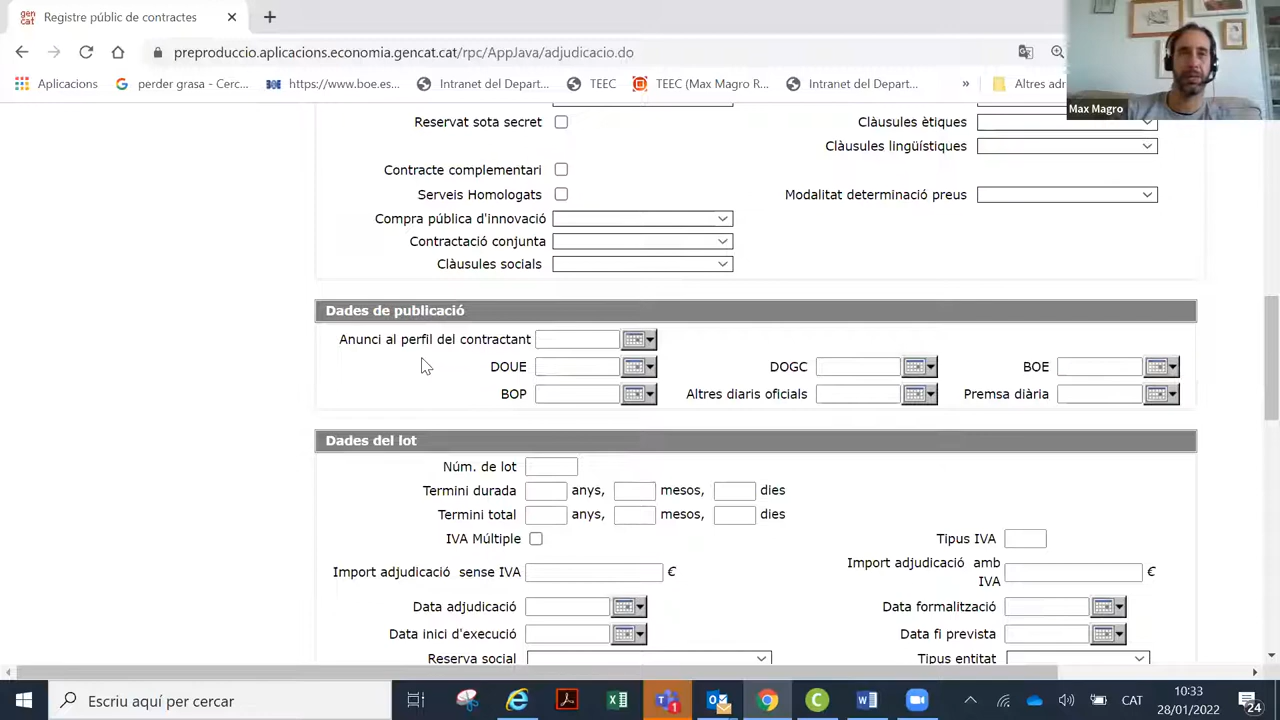 gen
cat
Registre públic de contractes
preproduccio.aplicacions.economia.gencat.cat/rpc/AppJava/adjudicacio.do
Aplicacions
perder grasa - Cerc...
https://www.boe.es...
Intranet del Depart...
TEEC
TEEC (Max Magro R...
Intranet del Depart...
»
Altres adr
Max Magro
Reservat sota secret
Clàusules ètiques
Clàusules lingüístiques
Contracte complementari
Serveis Homologats
Modalitat determinació preus
Compra pública d'innovació
Contractació conjunta
Clàusules socials
Dades de publicació
Anunci al perfil del contractant
DOUE
DOGC
BOE
BOP
Altres diaris oficials
Premsa diària
Dades del lot
Núm. de lot
Termini durada anys, mesos, dies
Termini total anys, mesos, dies
IVA Múltiple
Tipus IVA
Import adjudicació sense IVA €
Import adjudicació amb
IVA €
Data adjudicació
Data formalització
Data inici d'execució
Data fi prevista
Reserva social
Tipus entitat
Escriu aquí per cercar
1
CAT
10:33
28/01/2022
24